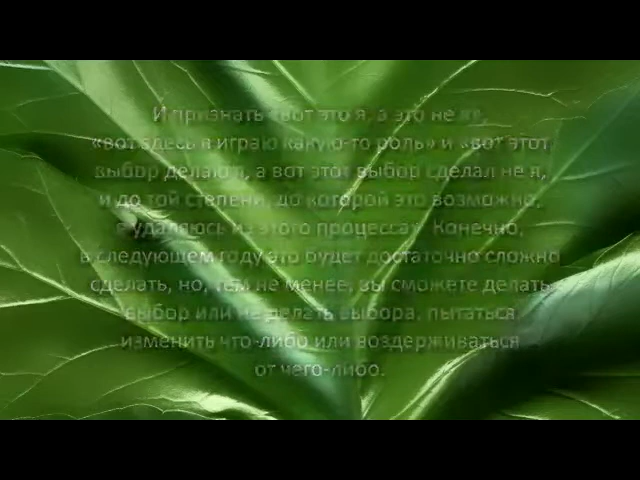 И признать «вот это я, а это не я»,
«вот здесь я играю какую-то роль» и «вот этот
выбор делаю я, а вот этот выбор сделал не я,
и до той степени, до которой это возможно,
я удаляюсь из этого процесса». Конечно,
в следующем году это будет достаточно сложно
сделать, но, тем не менее, вы сможете делать
выбор или не делать выбора, пытаться
изменить что-либо или воздерживаться
от чего-либо.